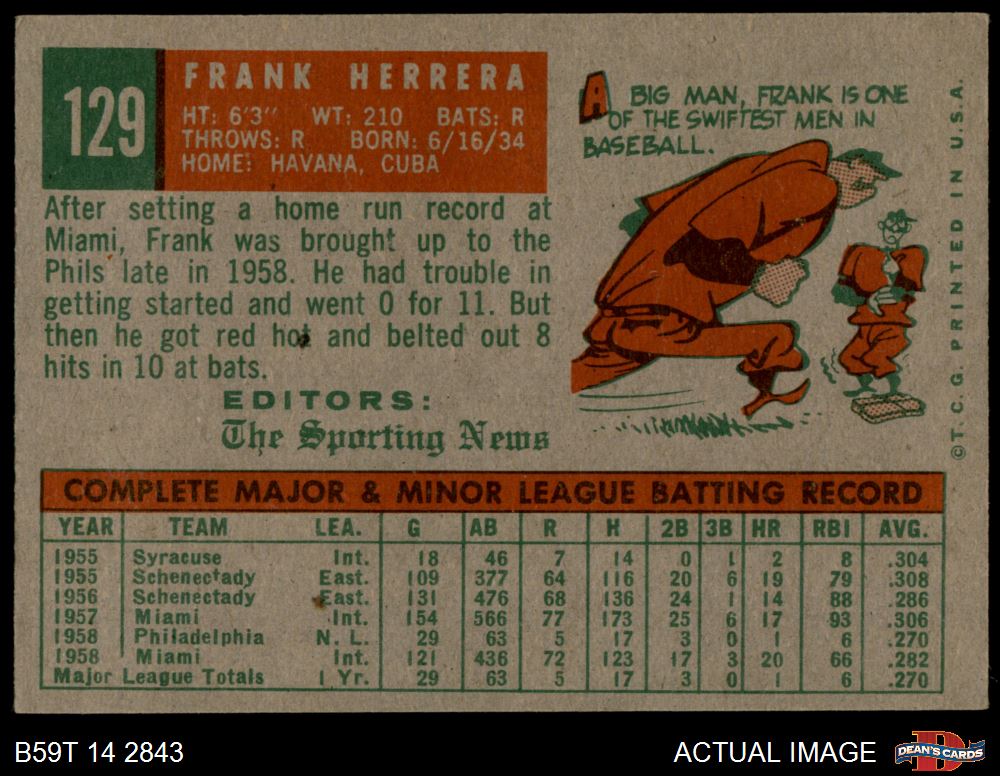 129
FRANK HERRERA
HT: 6'3" WT: 210 BATS: R
THROWS: R BORN: 6/16/34
HOME: HAVANA, CUBA
After setting a home run record at
Miami, Frank was brought up to the
Phils late in 1958. He had trouble in
getting started and went 0 for 11. But
then he got red hot and belted out 8
hits in 10 at bats.
EDITORS:
The Sporting News
A BIG MAN, FRANK IS ONE
OF THE SWIFTEST MEN IN
BASEBALL.
©T. C. G. PRINTED IN U.S.A.
COMPLETE MAJOR & MINOR LEAGUE BATTING RECORD
YEAR TEAM LEA. G AB R H 2B 3B HR RBI AVG.
1955 Syracuse Int. 18 46 7 14 0 1 2 8 .304
1955 Schenectady East. 109 377 64 116 20 6 19 79 .308
1956 Schenectady East. 131 476 68 136 24 1 14 88 .286
1957 Miami Int. 154 566 77 173 25 6 17 93 .306
1958 Philadelphia N. L. 29 63 5 17 3 0 1 6 .270
1958 Miami Int. 121 436 72 123 17 3 20 66 .282
Major League Totals 1 Yr. 29 63 5 17 3 0 1 6 .270
B59T 14 2843
ACTUAL IMAGE
DEAN'S CARDS